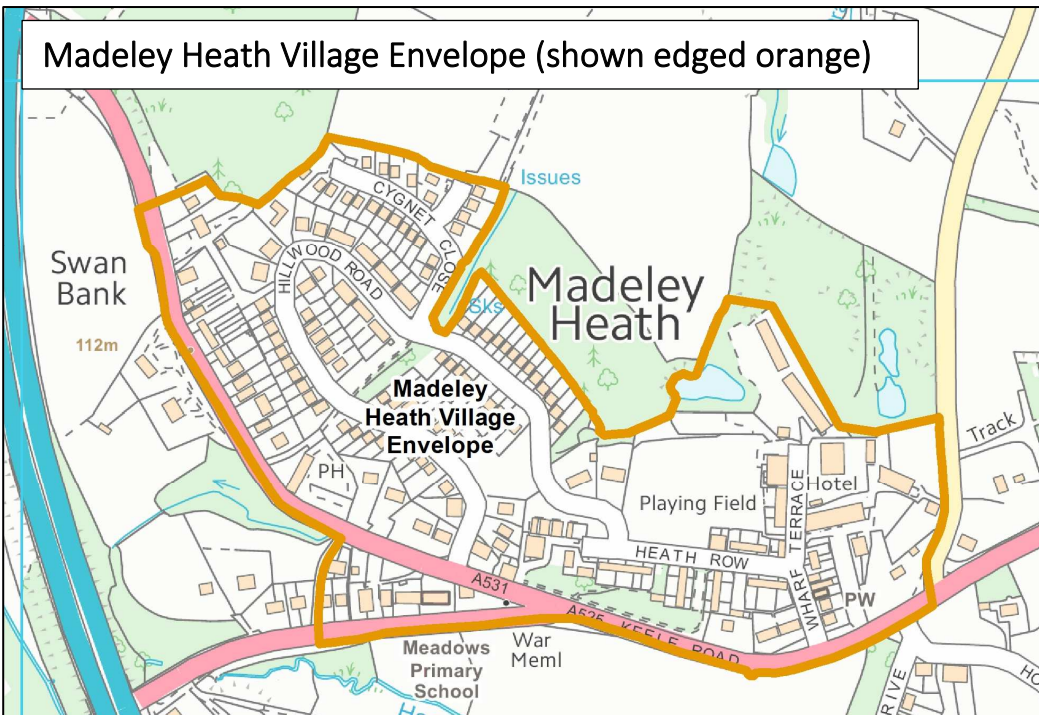 Madeley Heath Village Envelope (shown edged orange)
Issues
CYGNET CLOSE
Swan
Bank
HILLWOOD ROAD
Madeley
Heath
Sks
112m
Madeley
Heath Village
Envelope
Track
PH
Hotel
Playing Field
WHARF TERRACE
HEATH ROW
A531
PW
A525 KEELE ROAD
War
Meml
Meadows
Primary
School